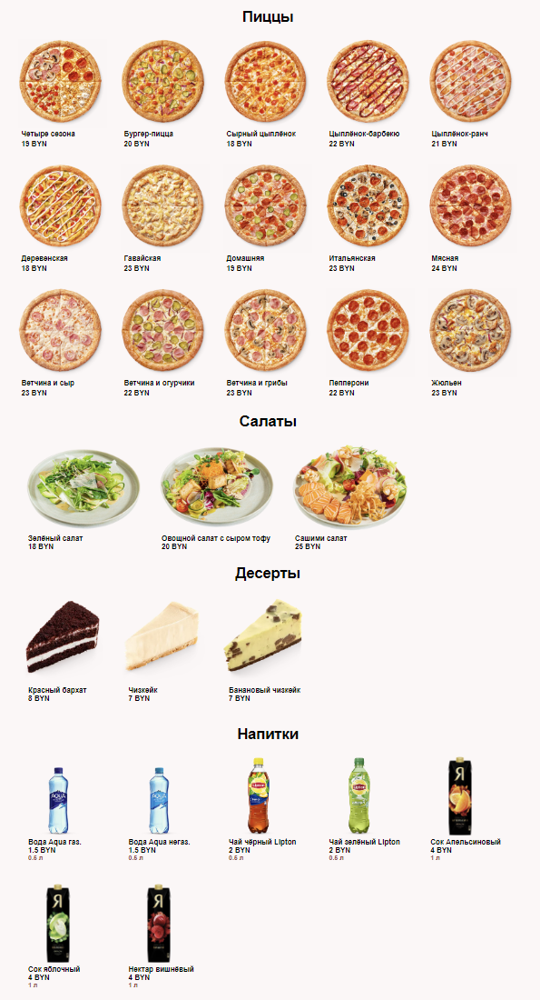 Пиццы
Четыре сезона
19 BYN
Бургер-пицца
20 BYN
Сырный цыплёнок
18 BYN
Цыплёнок-барбекю
22 BYN
Цыплёнок-ранч
21 BYN
Деревенская
18 BYN
Гавайская
23 BYN
Домашняя
19 BYN
Итальянская
23 BYN
Мясная
24 BYN
Ветчина и сыр
23 BYN
Ветчина и огурчики
22 BYN
Ветчина и грибы
23 BYN
Пепперони
22 BYN
Жюльен
23 BYN
Салаты
Зелёный салат
18 BYN
Овощной салат с сыром тофу
20 BYN
Сашими салат
25 BYN
Десерты
Красный бархат
8 BYN
Чизкейк
7 BYN
Банановый чизкейк
7 BYN
Напитки
AQUA
AQUA
Lipton
Lipton
Я
Вода Aqua газ.
1.5 BYN
0.5 л
Вода Aqua негаз.
1.5 BYN
0.5 л
Чай чёрный Lipton
2 BYN
0.5 л
Чай зелёный Lipton
2 BYN
0.5 л
Сок Апельсиновый
4 BYN
1 л
Я
Я
Сок яблочный
4 BYN
1 л
Нектар вишнёвый
4 BYN
1 л